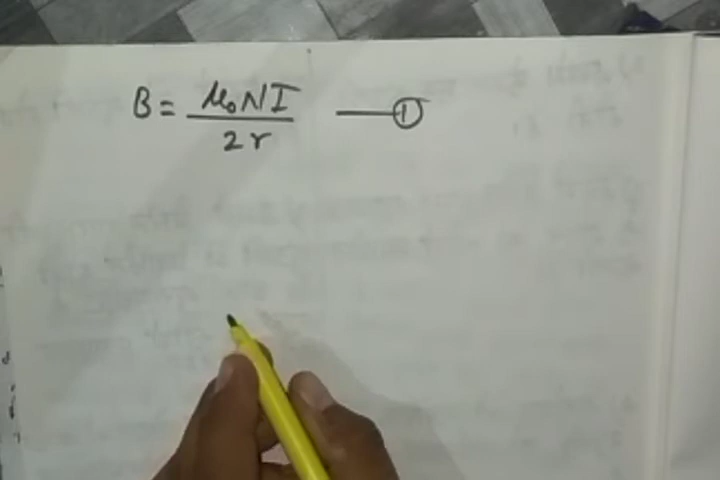 B = μ₀NI / 2r —— ①